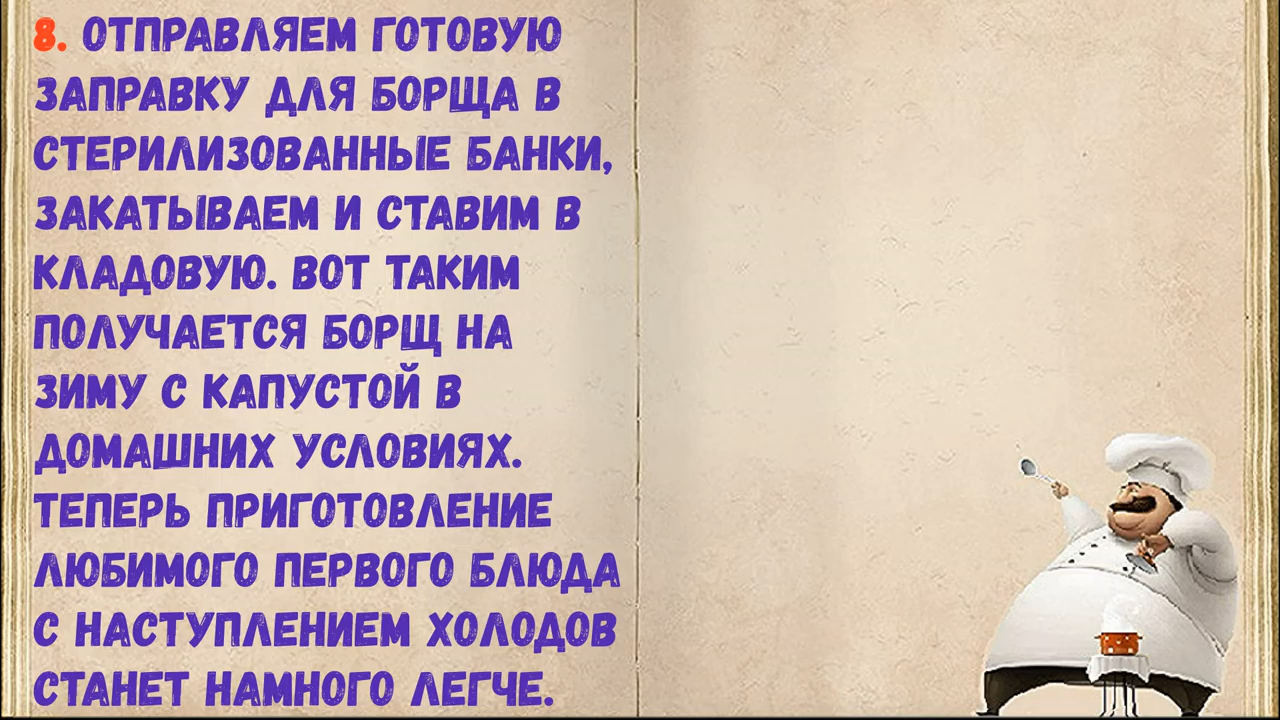 8. ОТПРАВЛЯЕМ ГОТОВУЮ
ЗАПРАВКУ ДЛЯ БОРЩА В
СТЕРИЛИЗОВАННЫЕ БАНКИ,
ЗАКАТЫВАЕМ И СТАВИМ В
КЛАДОВУЮ. ВОТ ТАКИМ
ПОЛУЧАЕТСЯ БОРЩ НА
ЗИМУ С КАПУСТОЙ В
ДОМАШНИХ УСЛОВИЯХ.
ТЕПЕРЬ ПРИГОТОВЛЕНИЕ
ЛЮБИМОГО ПЕРВОГО БЛЮДА
С НАСТУПЛЕНИЕМ ХОЛОДОВ
СТАНЕТ НАМНОГО ЛЕГЧЕ.